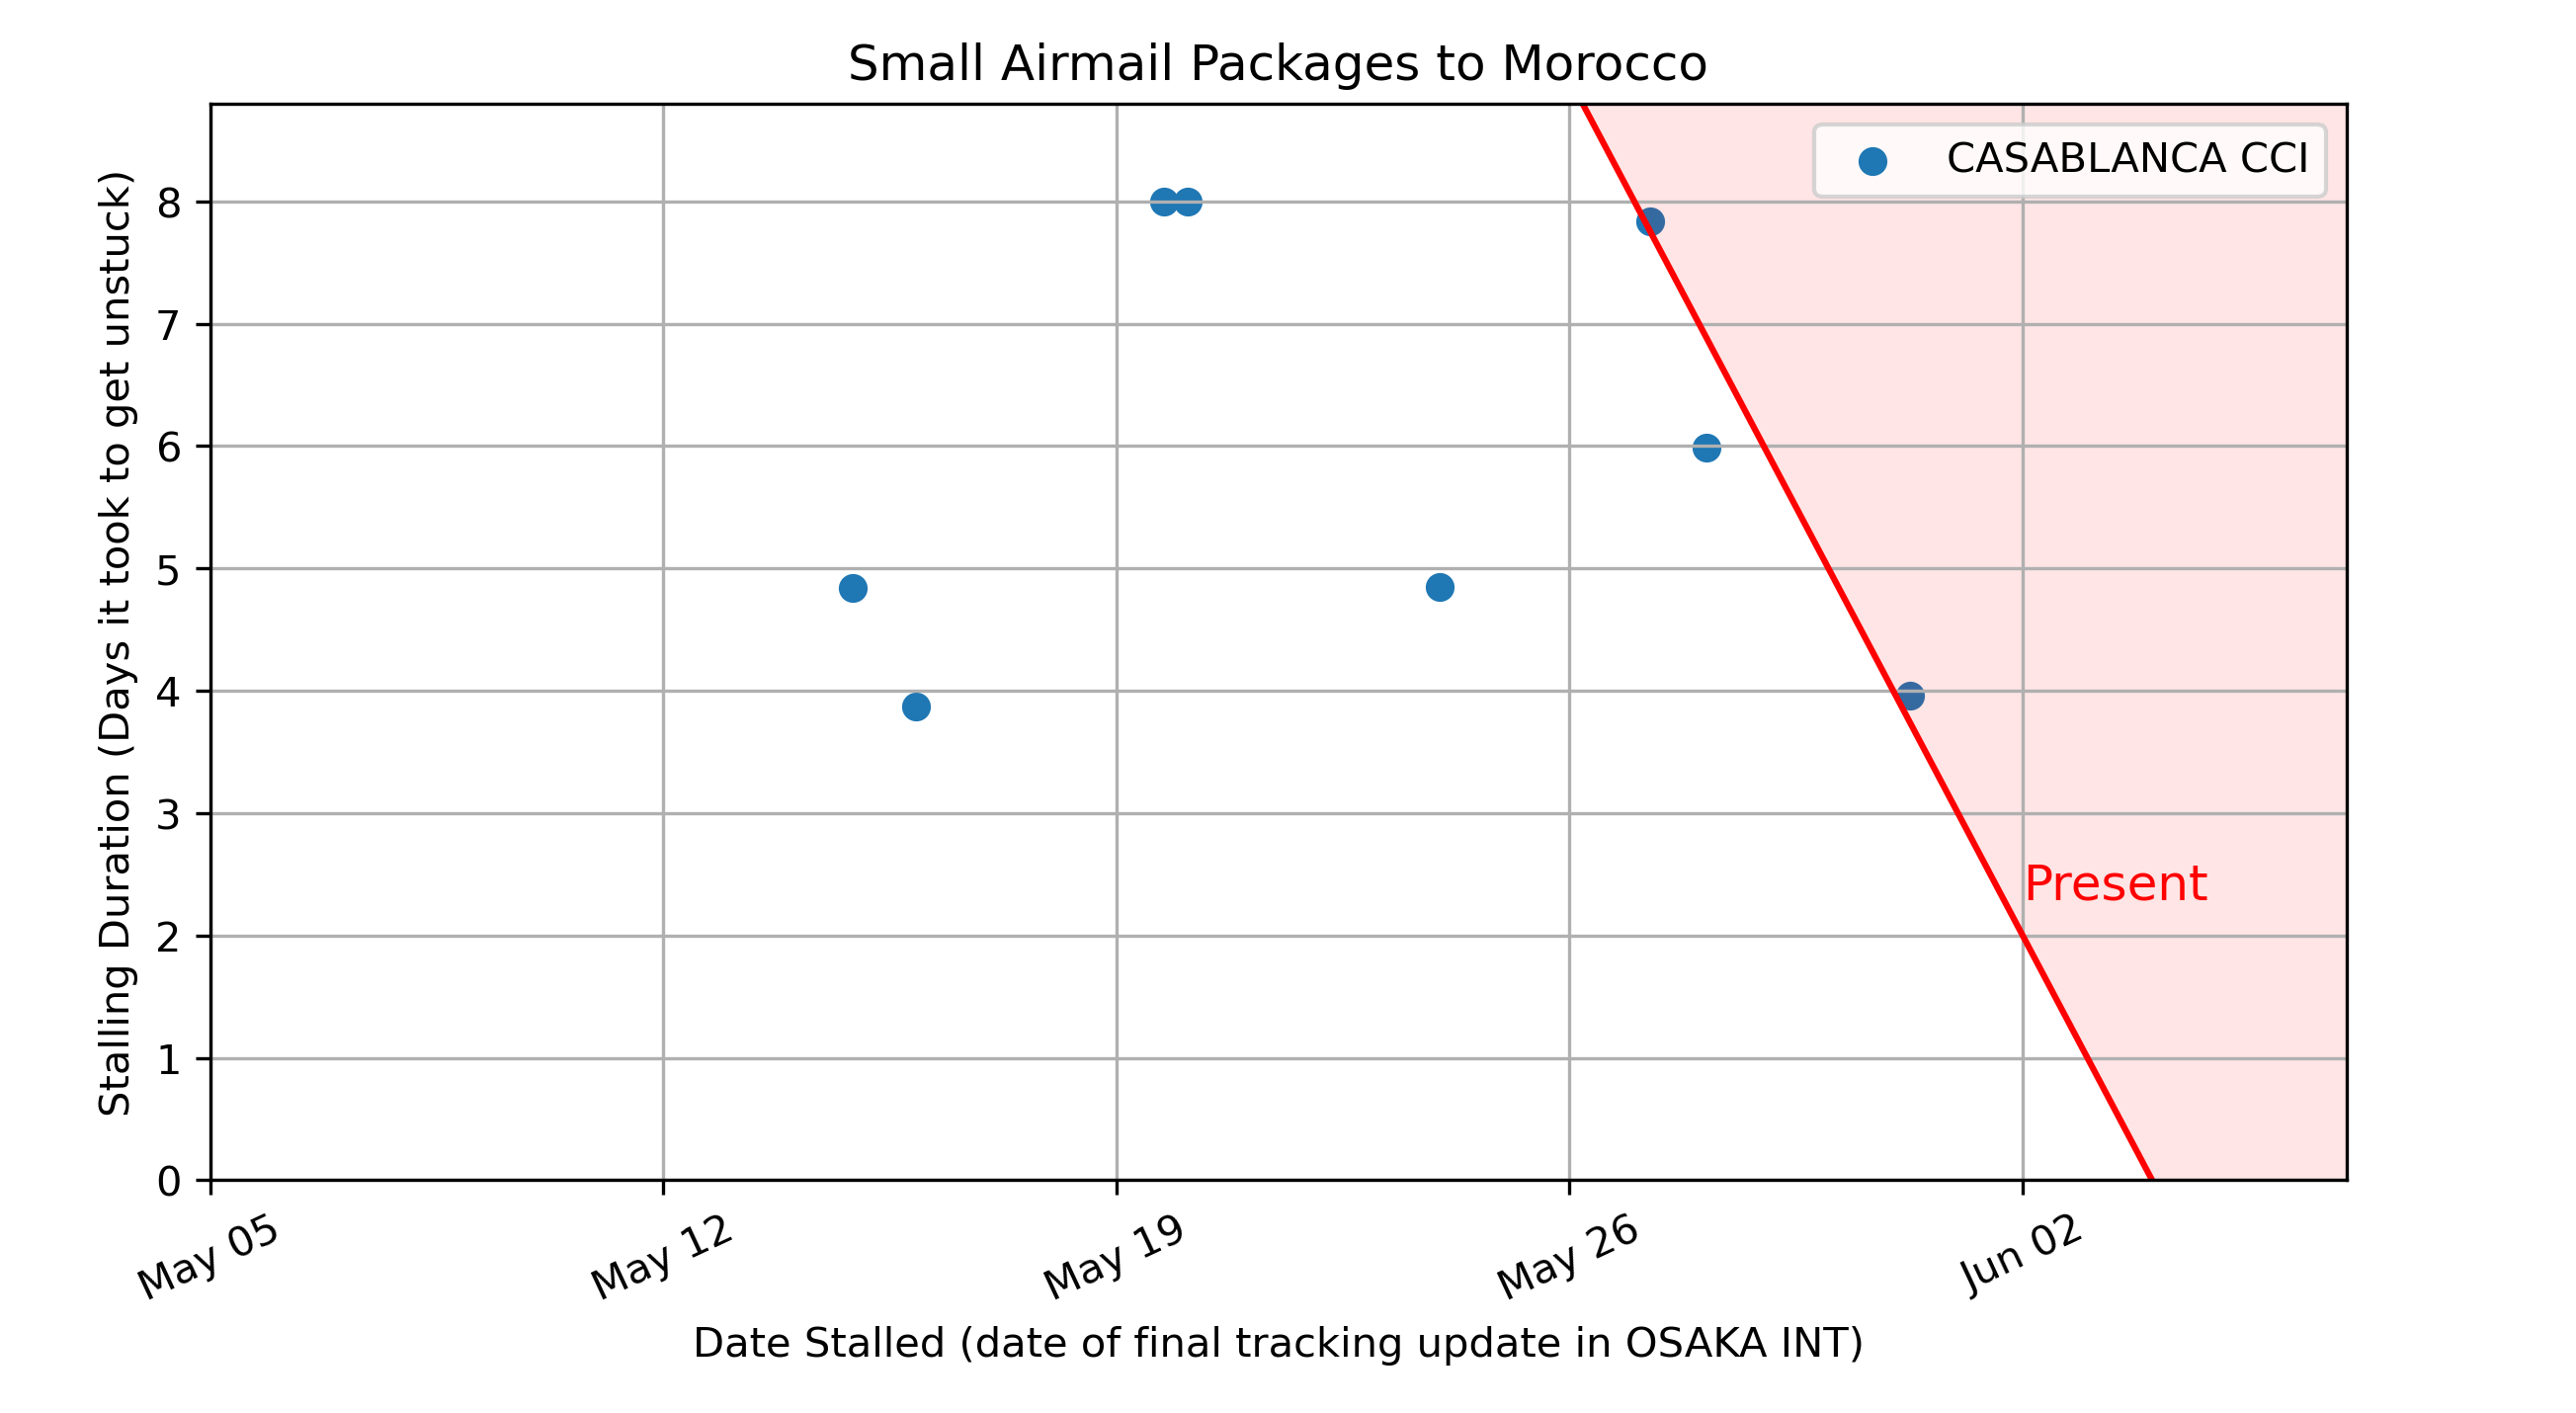 Small Airmail Packages to Morocco
CASABLANCA CCI
Stalling Duration (Days it took to get unstuck)
8
7
6
5
4
3
2
1
0
Present
May 05
May 12
May 19
May 26
Jun 02
Date Stalled (date of final tracking update in OSAKA INT)